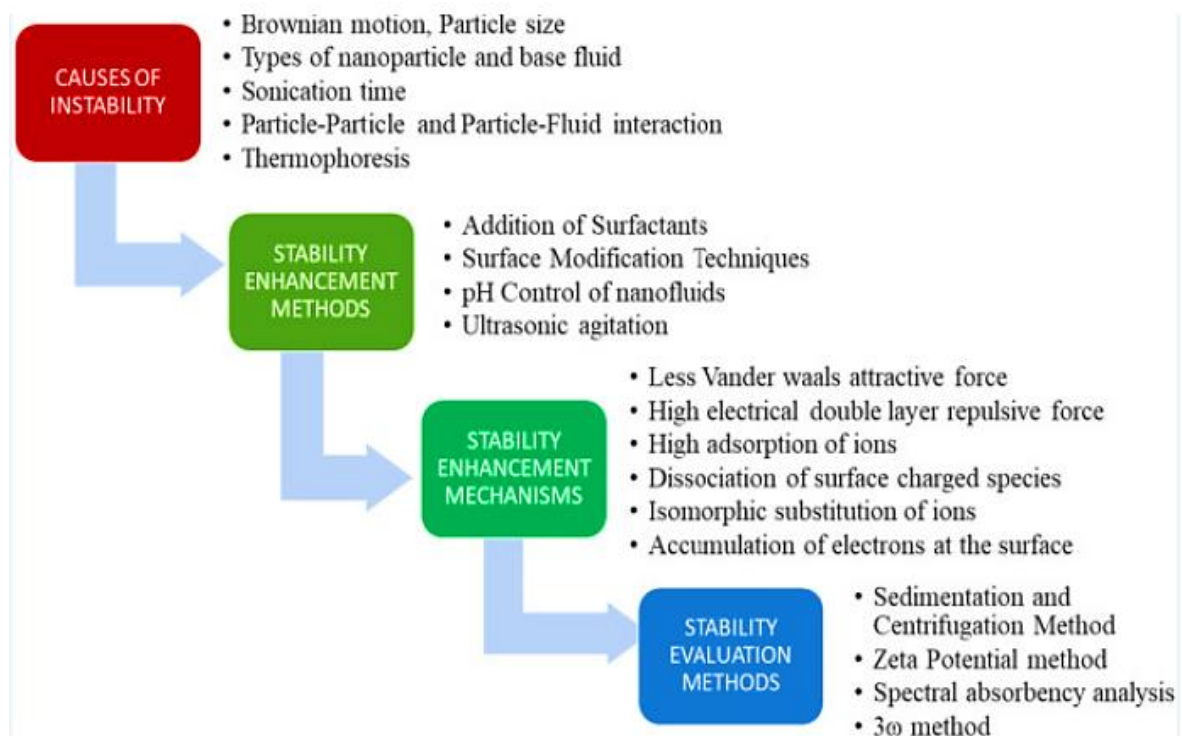 CAUSES OF
INSTABILITY
• Brownian motion, Particle size
• Types of nanoparticle and base fluid
• Sonication time
• Particle-Particle and Particle-Fluid interaction
• Thermophoresis
STABILITY
ENHANCEMENT
METHODS
• Addition of Surfactants
• Surface Modification Techniques
• pH Control of nanofluids
• Ultrasonic agitation
STABILITY
ENHANCEMENT
MECHANISMS
• Less Vander waals attractive force
• High electrical double layer repulsive force
• High adsorption of ions
• Dissociation of surface charged species
• Isomorphic substitution of ions
• Accumulation of electrons at the surface
STABILITY
EVALUATION
METHODS
• Sedimentation and
Centrifugation Method
• Zeta Potential method
• Spectral absorbency analysis
• 3ω method